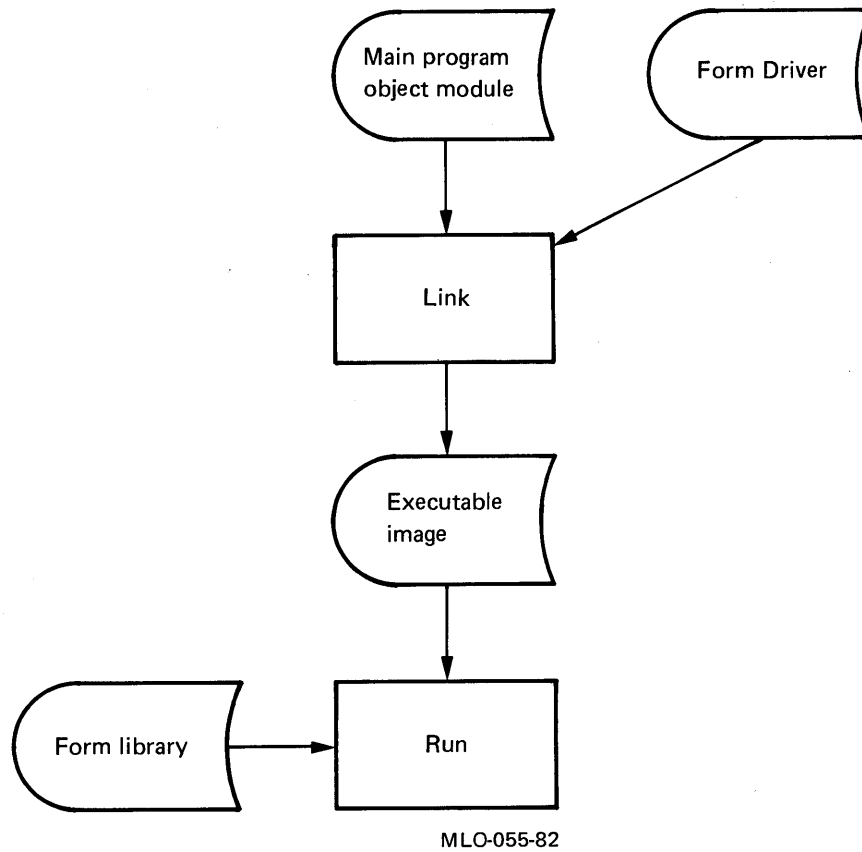 Main program
object module
Form Driver
Link
Executable
image
Form library
Run
MLO-055-82